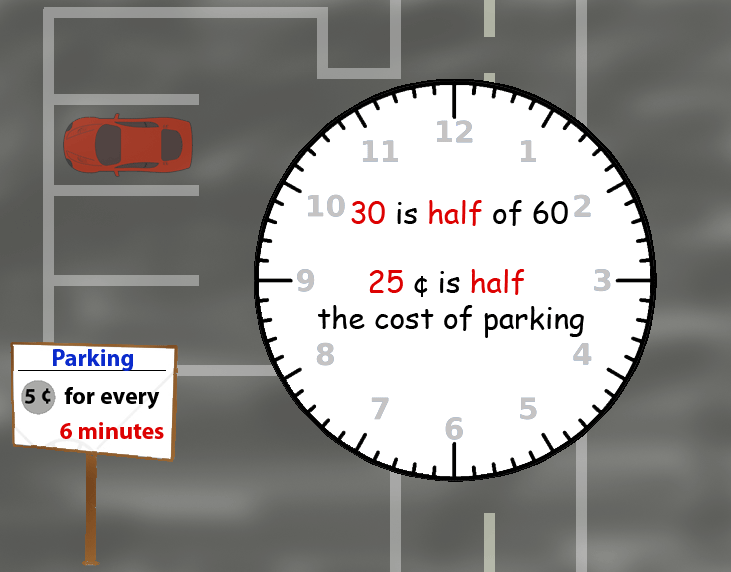 12
11
1
10
2
30 is half of 60
9
3
25 ¢ is half
the cost of parking
8
4
7
5
6
Parking
5 ¢ for every
6 minutes